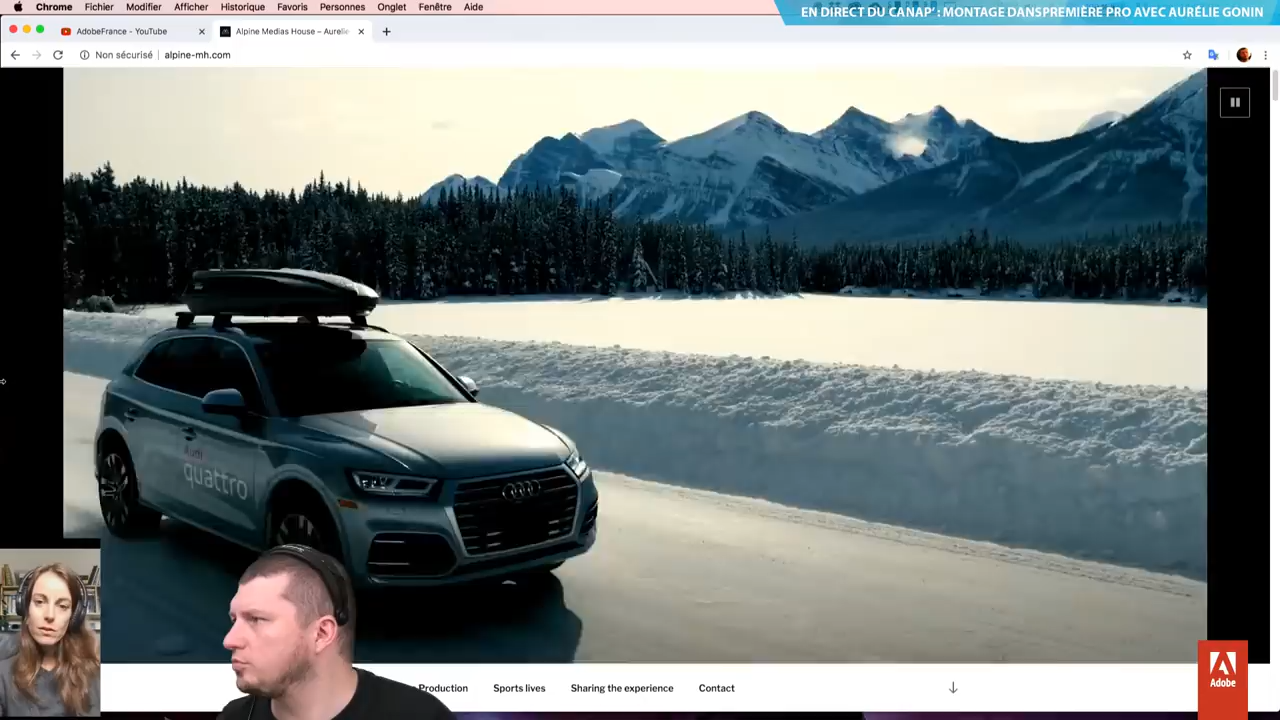 Chrome Fichier Modifier Afficher Historique Favoris Personnes Onglet Fenêtre Aide
EN DIRECT DU CANAP' : MONTAGE DANSPREMIÈRE PRO AVEC AURÉLIE GONIN
AdobeFrance - YouTube
Alpine Medias House – Aurelie
Non sécurisé
alpine-mh.com
Audi
quattro
Production Sports lives Sharing the experience Contact
Adobe